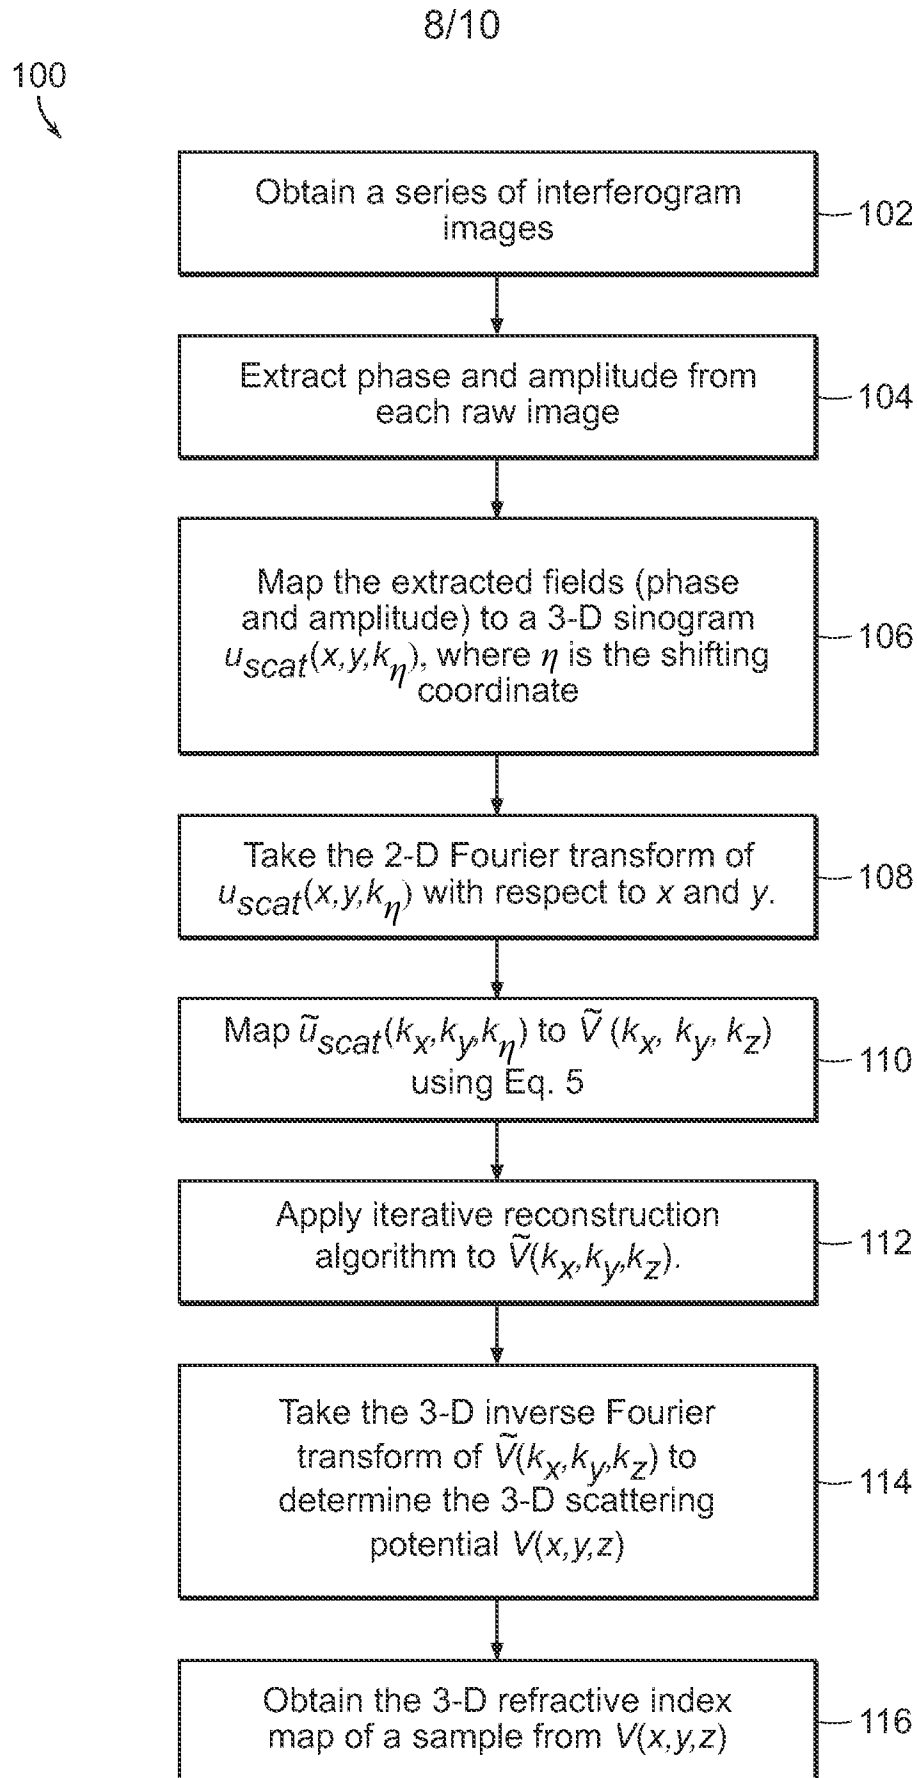 8/10
100
Obtain a series of interferogram
images
102
Extract phase and amplitude from
each raw image
104
Map the extracted fields (phase
and amplitude) to a 3-D sinogram
u_scat(x,y,k_η), where η is the shifting
coordinate
106
Take the 2-D Fourier transform of
u_scat(x,y,k_η) with respect to x and y.
108
Map ũ_scat(k_x,k_y,k_η) to Ṽ (k_x, k_y, k_z)
using Eq. 5
110
Apply iterative reconstruction
algorithm to Ṽ(k_x,k_y,k_z).
112
Take the 3-D inverse Fourier
transform of Ṽ(k_x,k_y,k_z) to
determine the 3-D scattering
potential V(x,y,z)
114
Obtain the 3-D refractive index
map of a sample from V(x,y,z)
116